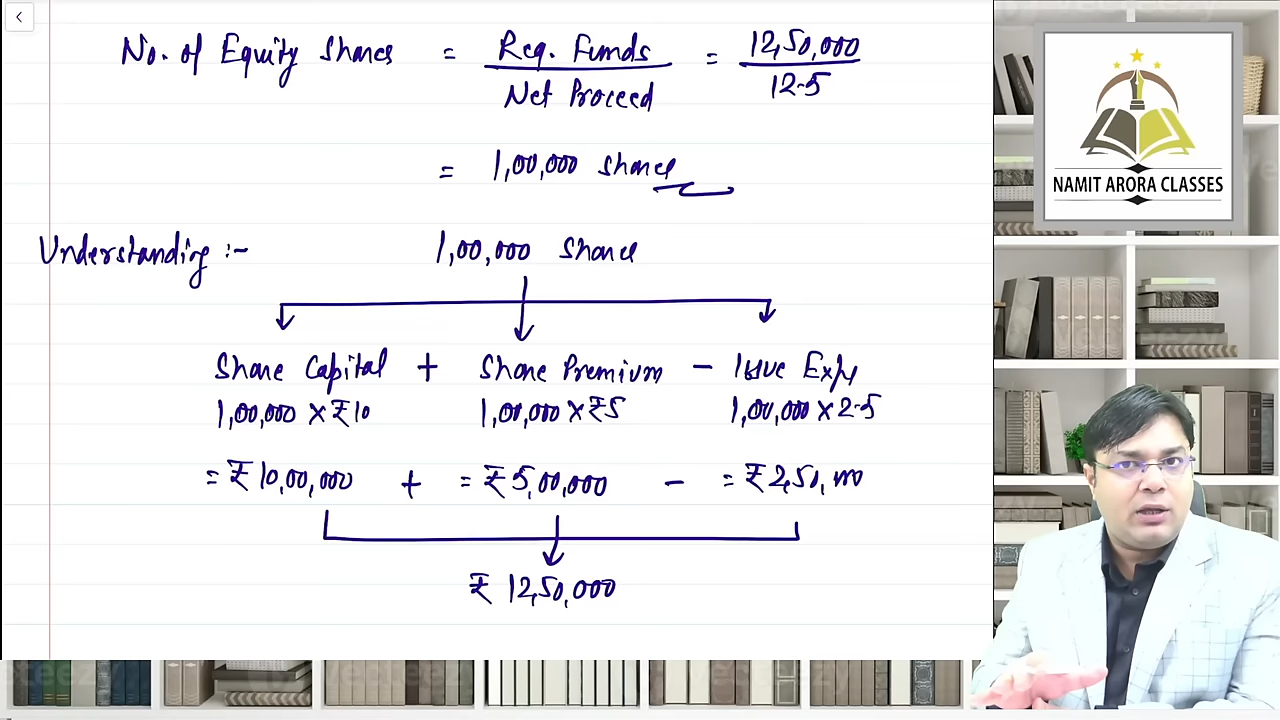 No. of Equity Shares = Req. Funds / Net Proceed = 12,50,000 / 12.5
= 1,00,000 Shares
Understanding :-
1,00,000 Shares
Share Capital + Share Premium - Issue Exp.
1,00,000 × ₹10 1,00,000 × ₹5 1,00,000 × 2.5
= ₹10,00,000 + = ₹5,00,000 - = ₹2,50,000
₹ 12,50,000
NAMIT ARORA CLASSES